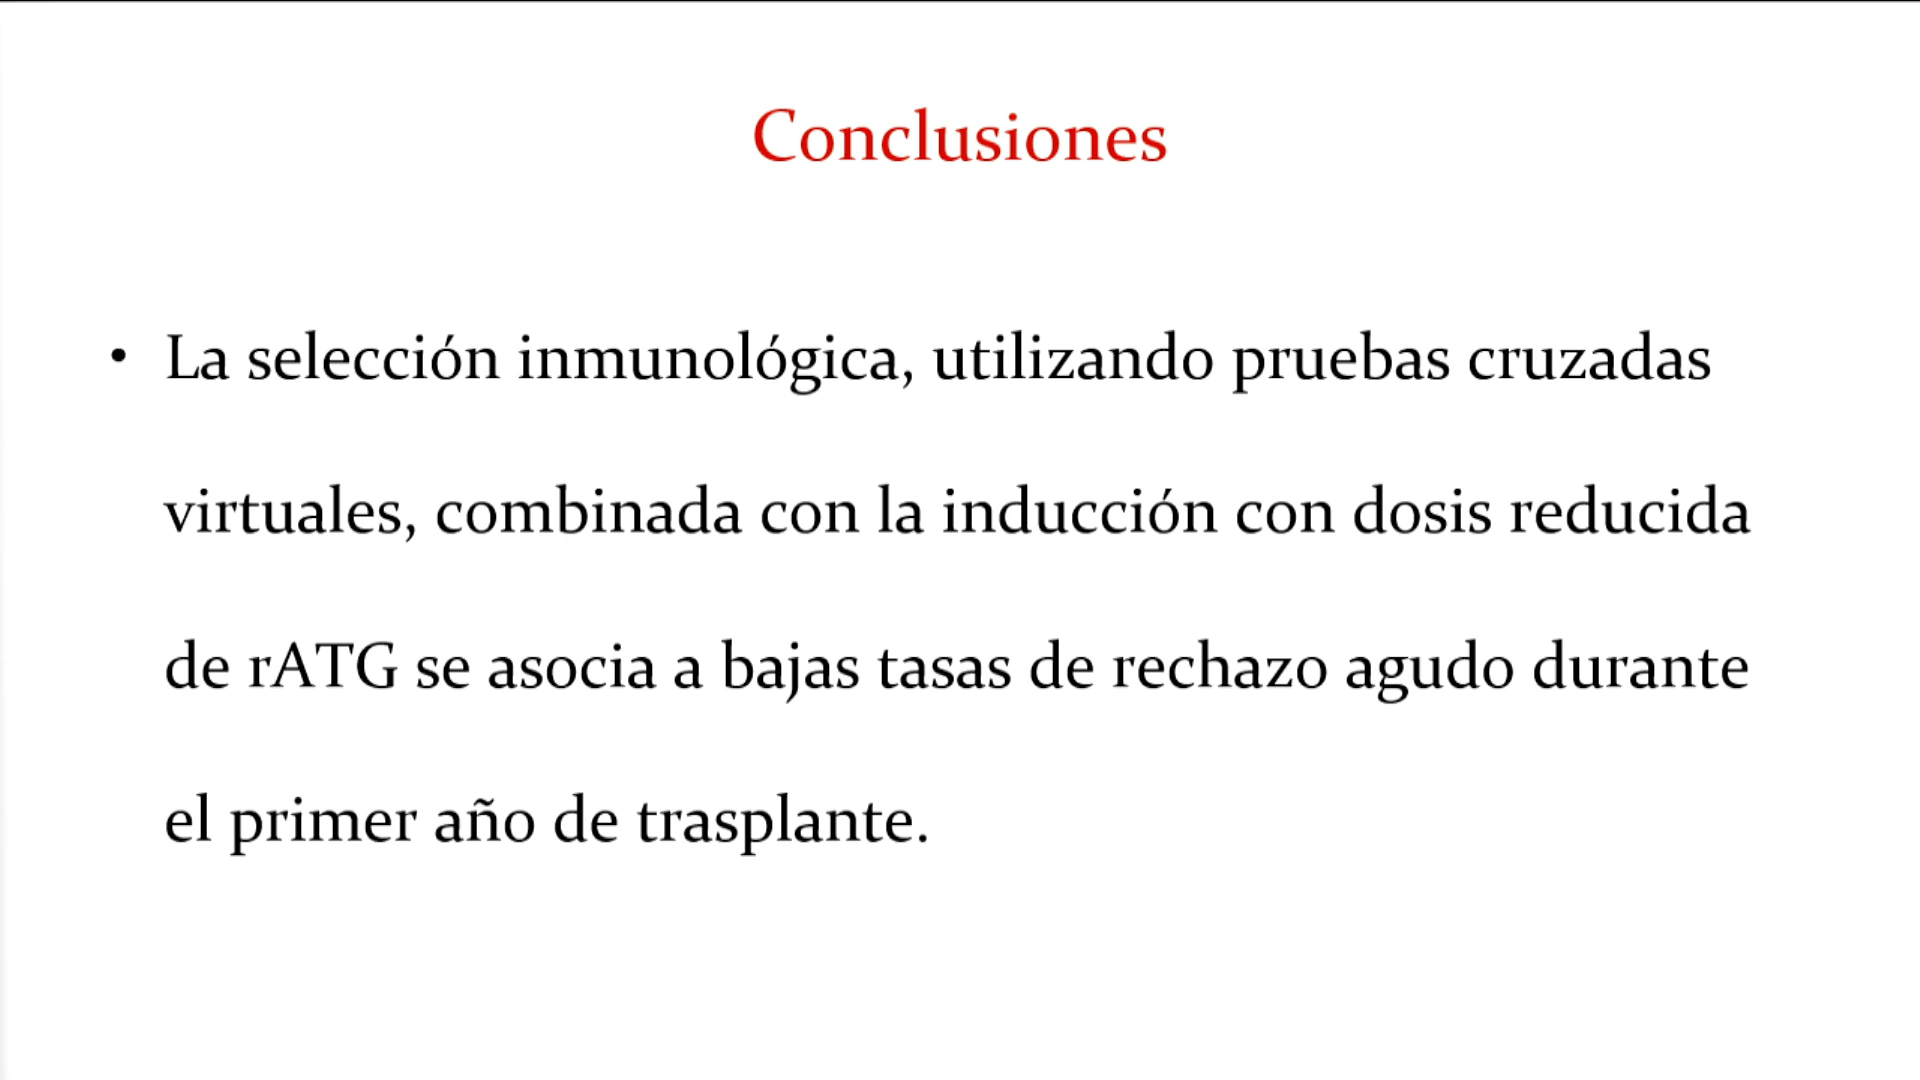 Conclusiones
• La selección inmunológica, utilizando pruebas cruzadas
virtuales, combinada con la inducción con dosis reducida
de rATG se asocia a bajas tasas de rechazo agudo durante
el primer año de trasplante.